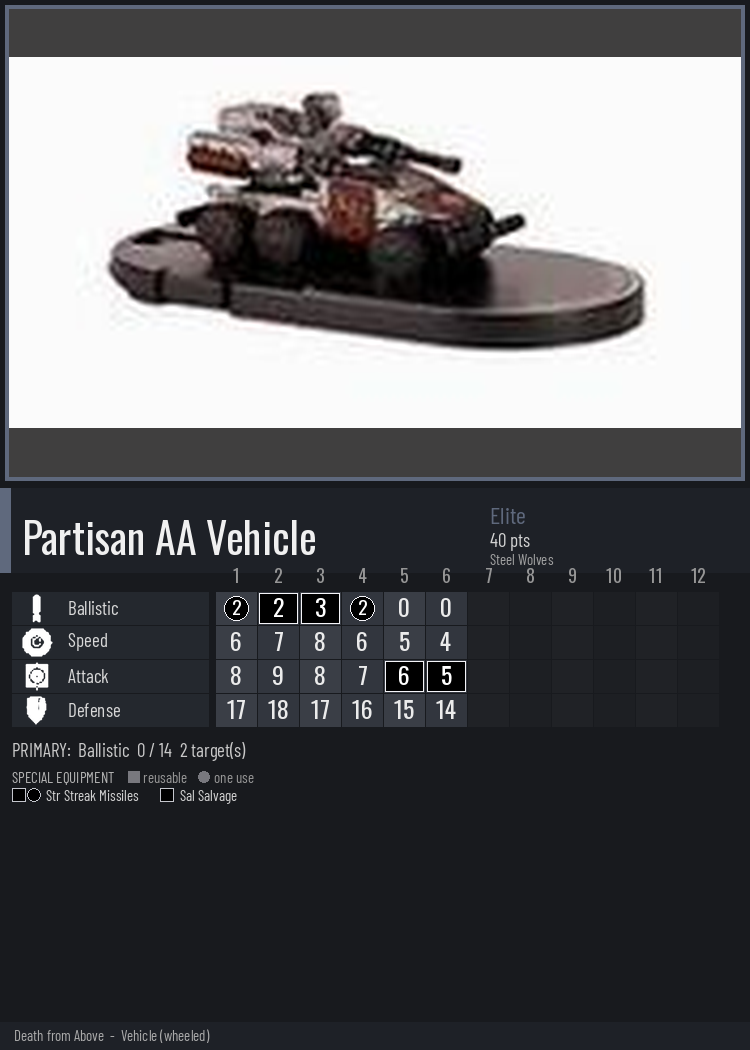 Partisan AA Vehicle
Elite
40 pts
Steel Wolves
1 2 3 4 5 6 7 8 9 10 11 12
Ballistic 2 2 3 2 0 0
Speed 6 7 8 6 5 4
Attack 8 9 8 7 6 5
Defense 17 18 17 16 15 14
PRIMARY: Ballistic 0 / 14 2 target(s)
SPECIAL EQUIPMENT reusable one use
Str Streak Missiles Sal Salvage
Death from Above - Vehicle (wheeled)